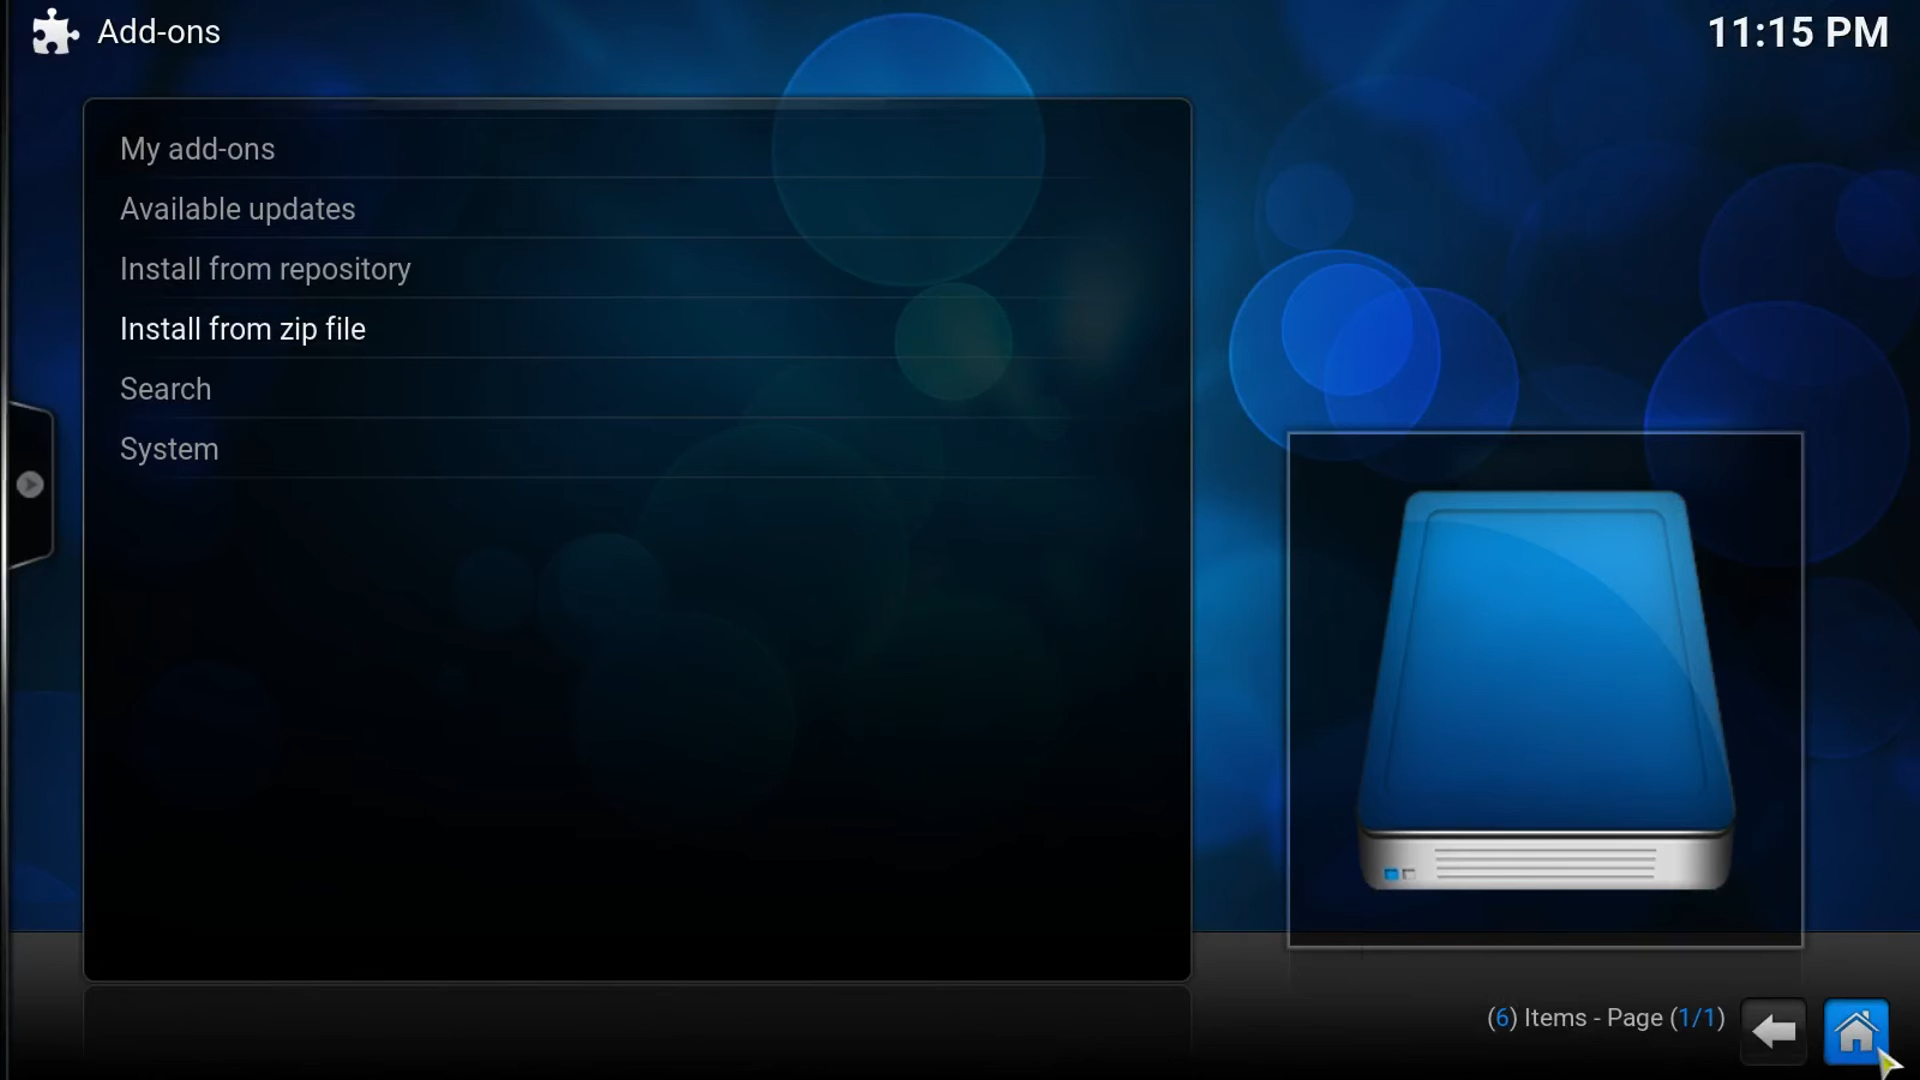 Add-ons
11:15 PM
My add-ons
Available updates
Install from repository
Install from zip file
Search
System
(6) Items - Page (1/1)